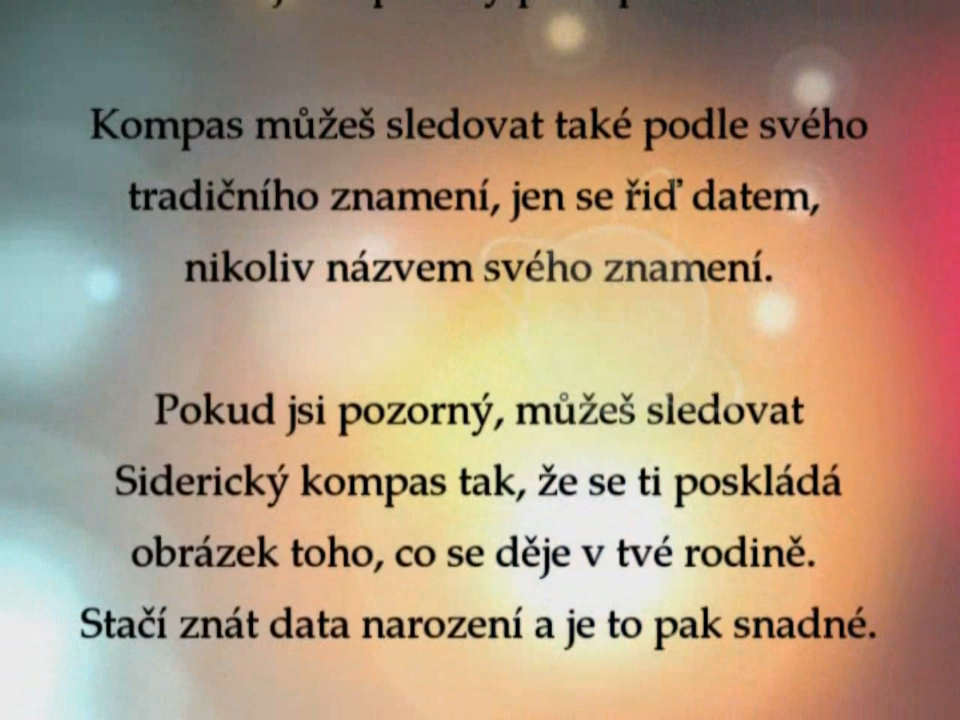 Kompas můžeš sledovat také podle svého
tradičního znamení, jen se řiď datem,
nikoliv názvem svého znamení.
Pokud jsi pozorný, můžeš sledovat
Siderický kompas tak, že se ti poskládá
obrázek toho, co se děje v tvé rodině.
Stačí znát data narození a je to pak snadné.